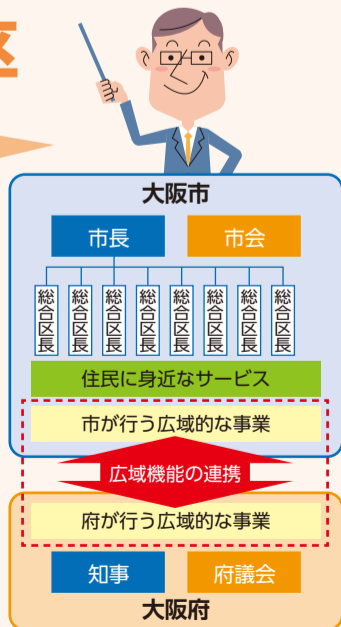 区
大阪市
市長
市会
総合区長
総合区長
総合区長
総合区長
総合区長
総合区長
総合区長
総合区長
住民に身近なサービス
市が行う広域的な事業
広域機能の連携
府が行う広域的な事業
知事
府議会
大阪府